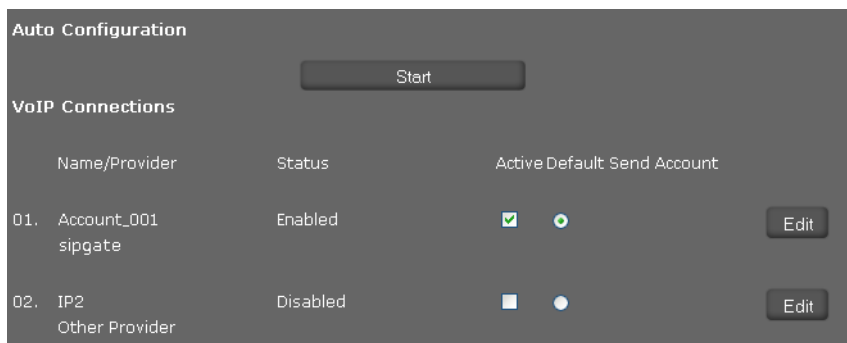 Auto Configuration
Start
VoIP Connections
Name/Provider Status Active Default Send Account
01. Account_001 Enabled Edit
sipgate
02. IP2 Disabled Edit
Other Provider